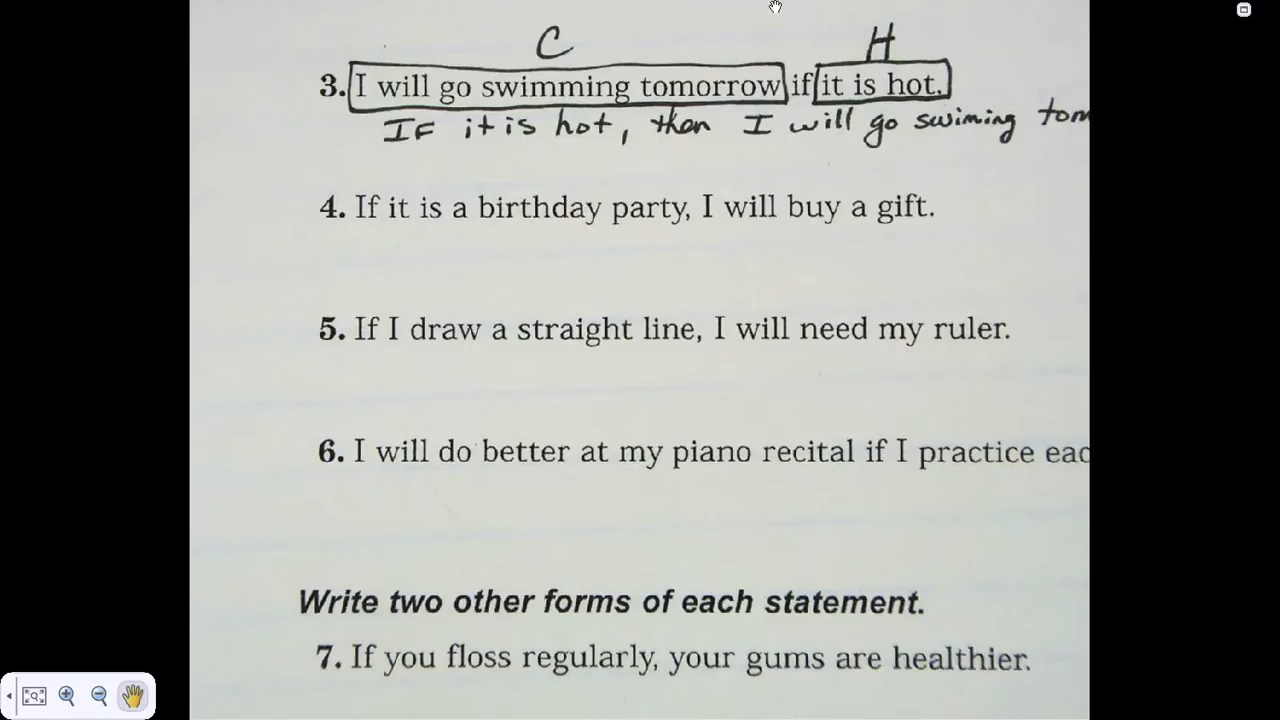 C H
3. I will go swimming tomorrow if it is hot.
IF it is hot, then I will go swiming tom
4. If it is a birthday party, I will buy a gift.
5. If I draw a straight line, I will need my ruler.
6. I will do better at my piano recital if I practice eac
Write two other forms of each statement.
7. If you floss regularly, your gums are healthier.